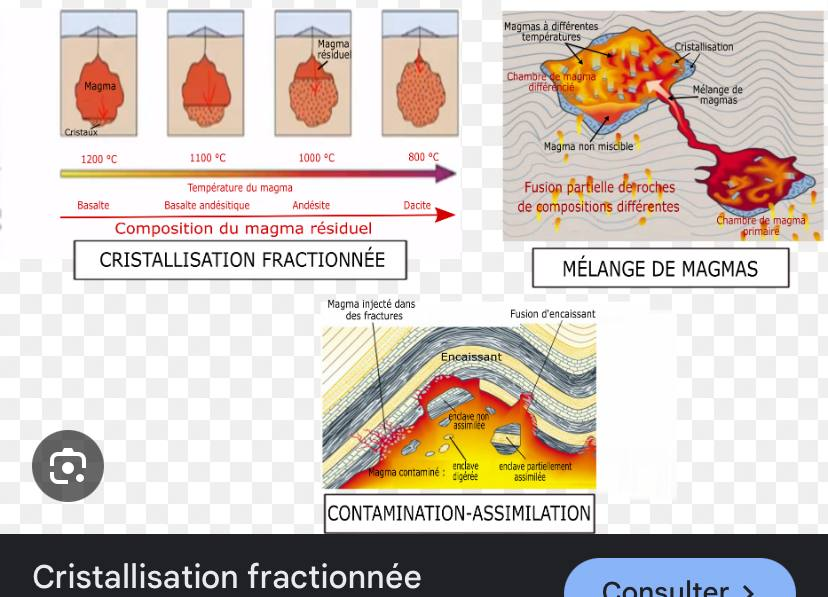 Magma
résiduel
Magma
Cristaux
1200 °C
1100 °C
1000 °C
800 °C
Température du magma
Basalte
Basalte andésitique
Andésite
Dacite
Composition du magma résiduel
CRISTALLISATION FRACTIONNÉE
Magmas à différentes
températures
Cristallisation
Chambre de magma
différencié
Mélange de
magmas
Magma non miscible
Fusion partielle de roches
de compositions différentes
Chambre de magma
primaire
MÉLANGE DE MAGMAS
Magma injecté dans
des fractures
Fusion d'encaissant
Encaissant
enclave non
assimilée
Magma contaminé :
enclave
digérée
enclave partiellement
assimilée
CONTAMINATION-ASSIMILATION
Cristallisation fractionnée
Consulter >